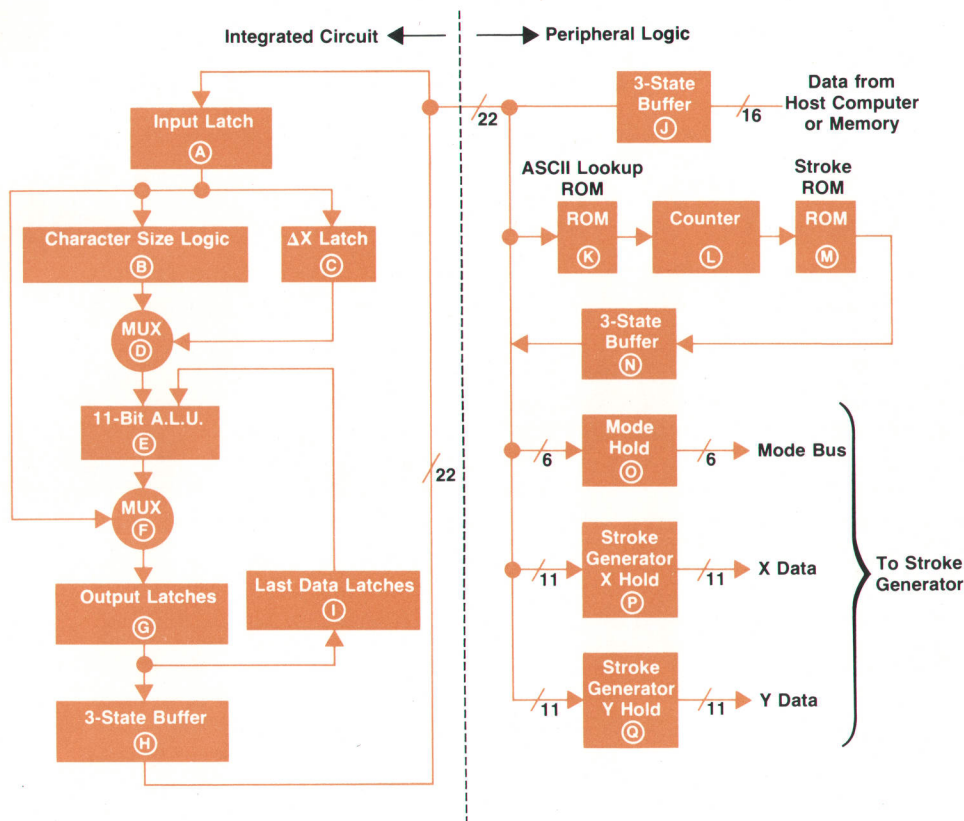 Integrated Circuit
Peripheral Logic
Input Latch
A
Character Size Logic
B
ΔX Latch
C
MUX
D
11-Bit A.L.U.
E
MUX
F
Output Latches
G
Last Data Latches
I
3-State Buffer
H
22
22
3-State
Buffer
J
16
Data from
Host Computer
or Memory
ASCII Lookup
ROM
ROM
K
Counter
L
Stroke
ROM
ROM
M
3-State
Buffer
N
6
Mode
Hold
O
6
Mode Bus
11
Stroke
Generator
X Hold
P
11
X Data
11
Stroke
Generator
Y Hold
Q
11
Y Data
To Stroke
Generator